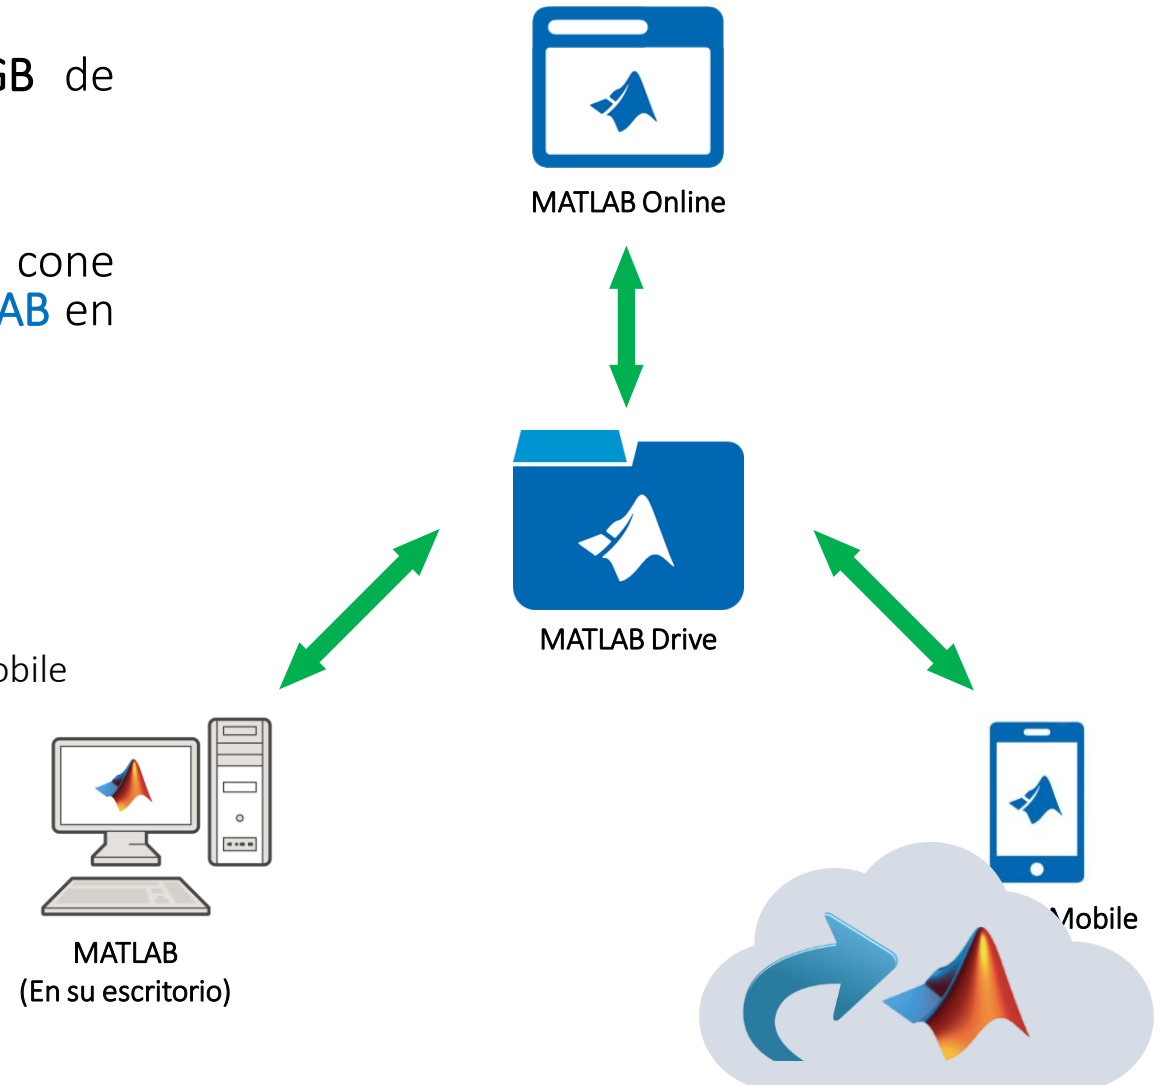 GB de
cone
AB en
obile
MATLAB Online
MATLAB Drive
MATLAB
(En su escritorio)
Mobile